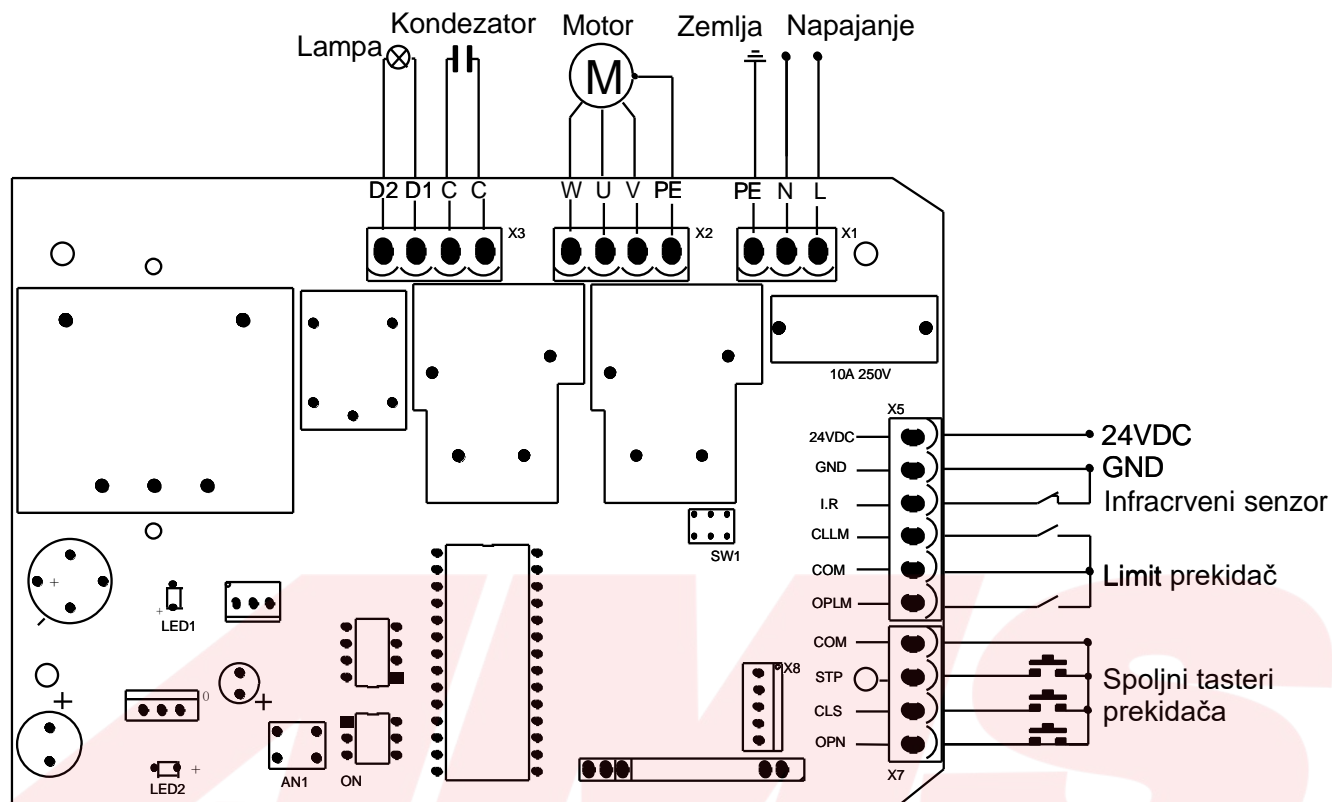 Kondezator Motor Zemlja Napajanje
Lampa
M
D2 D1 C C W U V PE PE N L
X3 X2 X1
10A 250V
X5
24VDC 24VDC
GND GND
I.R Infracrveni senzor
CLLM
SW1
COM Limit prekidač
OPLM
LED1
COM
X8
STP Spoljni tasteri
CLS prekidača
OPN
0
AN1 ON
LED2
X7
AMS